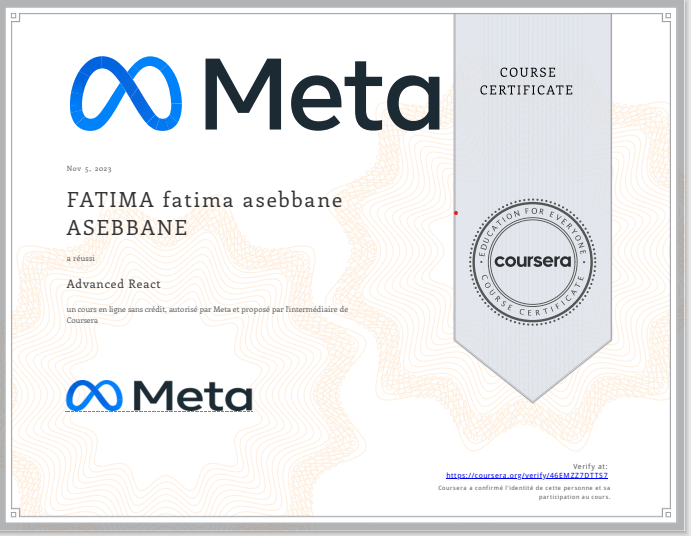 Meta
COURSE
CERTIFICATE
Nov 5, 2023
FATIMA fatima asebbane
ASEBBANE
a réussi
Advanced React
un cours en ligne sans crédit, autorisé par Meta et proposé par l'intermédiaire de
Coursera
EDUCATION FOR EVERYONE
coursera
COURSE CERTIFICATE
Meta
Verify at:
https://coursera.org/verify/46EMZZ7DTTS7
Coursera a confirmé l'identité de cette personne et sa
participation au cours.